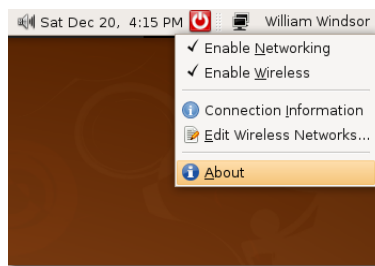 Sat Dec 20, 4:15 PM William Windsor
Enable Networking
Enable Wireless
Connection Information
Edit Wireless Networks...
About